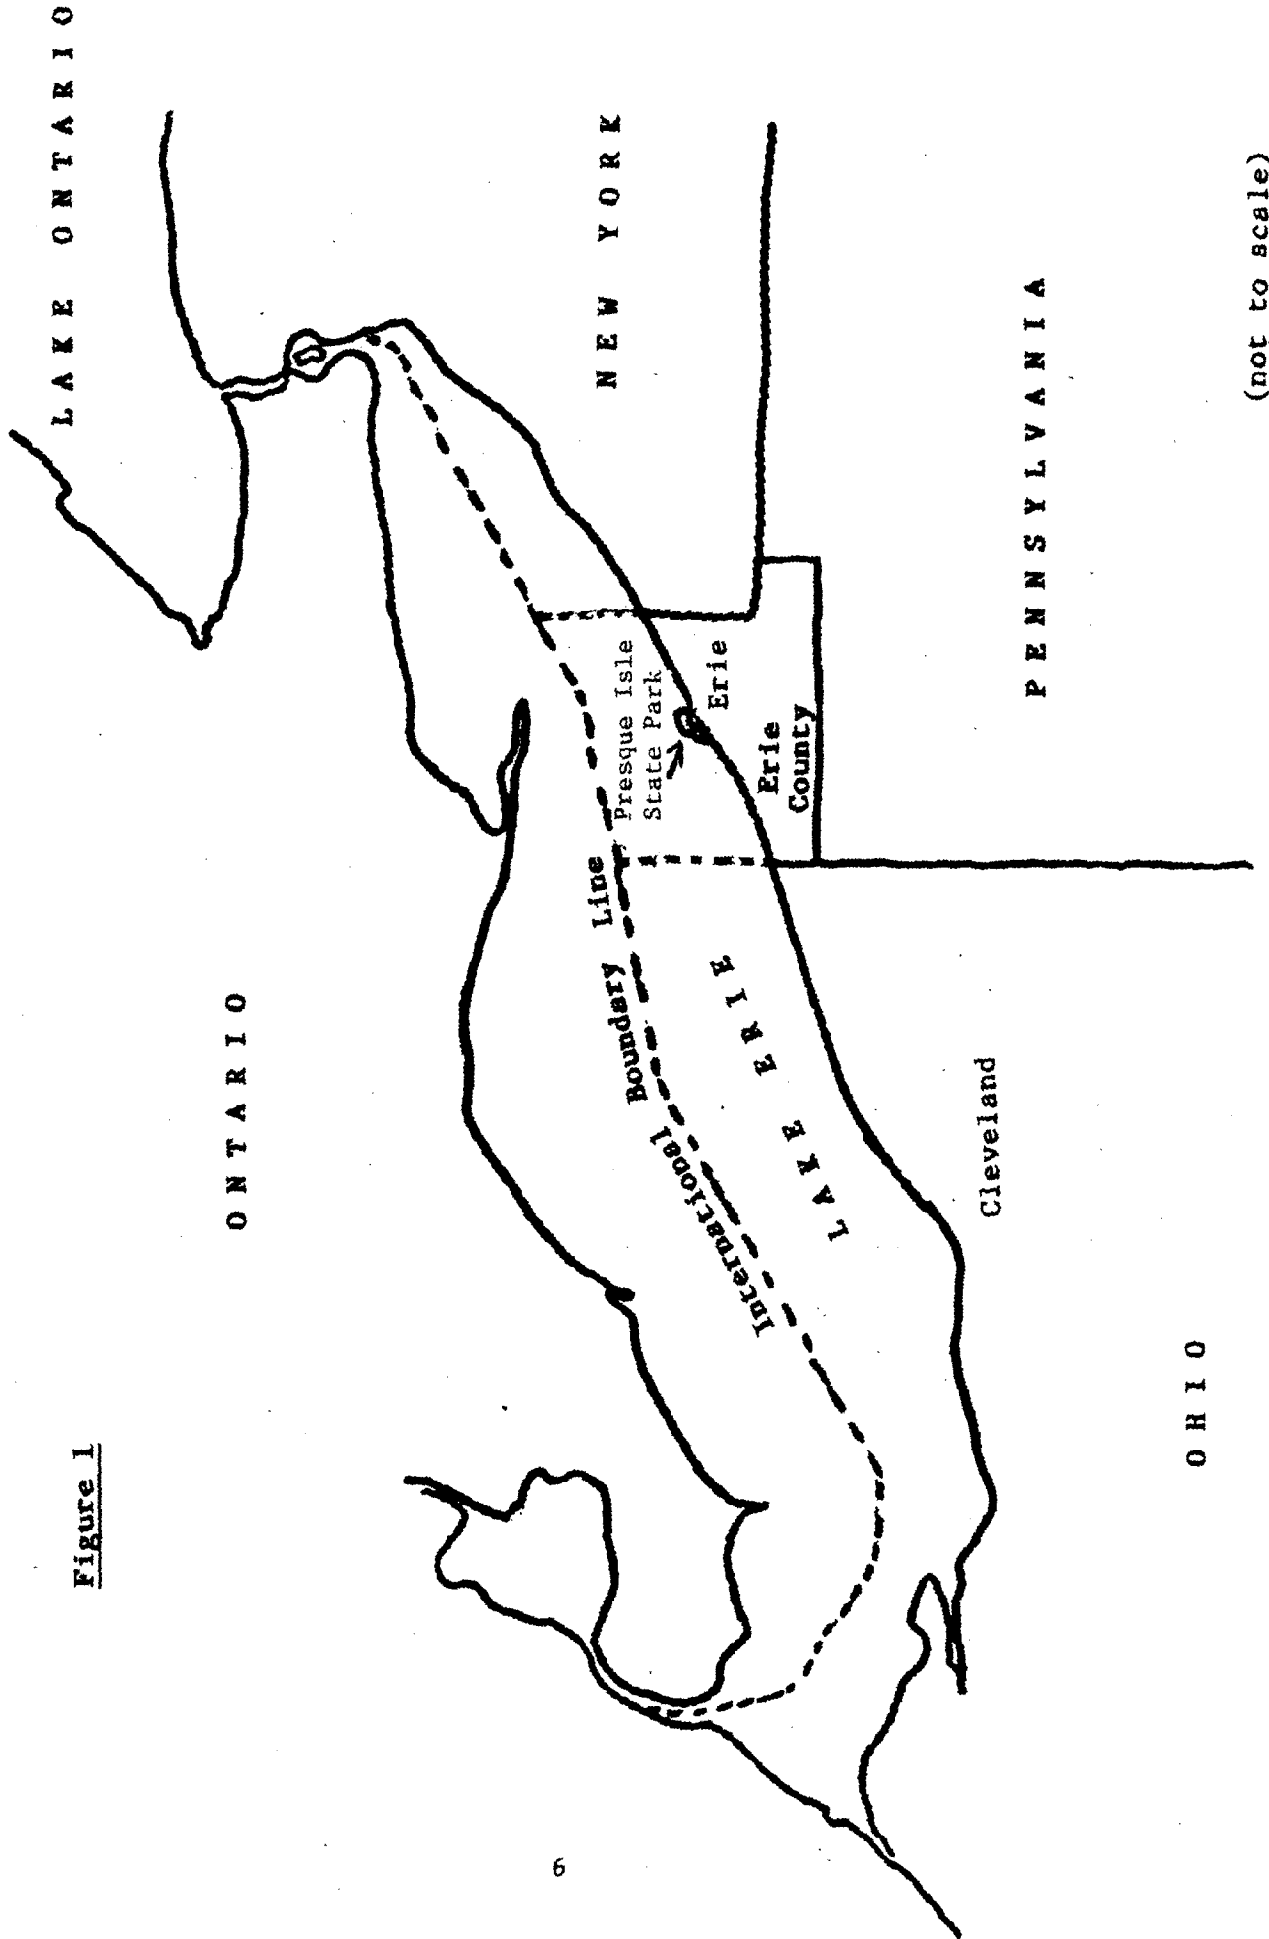 Figure 1
LAKE ONTARIO
ONTARIO
NEW YORK
International Boundary Line
Presque Isle
State Park
Erie
LAKE ERIE
Erie
County
Cleveland
PENNSYLVANIA
OHIO
(not to scale)
6